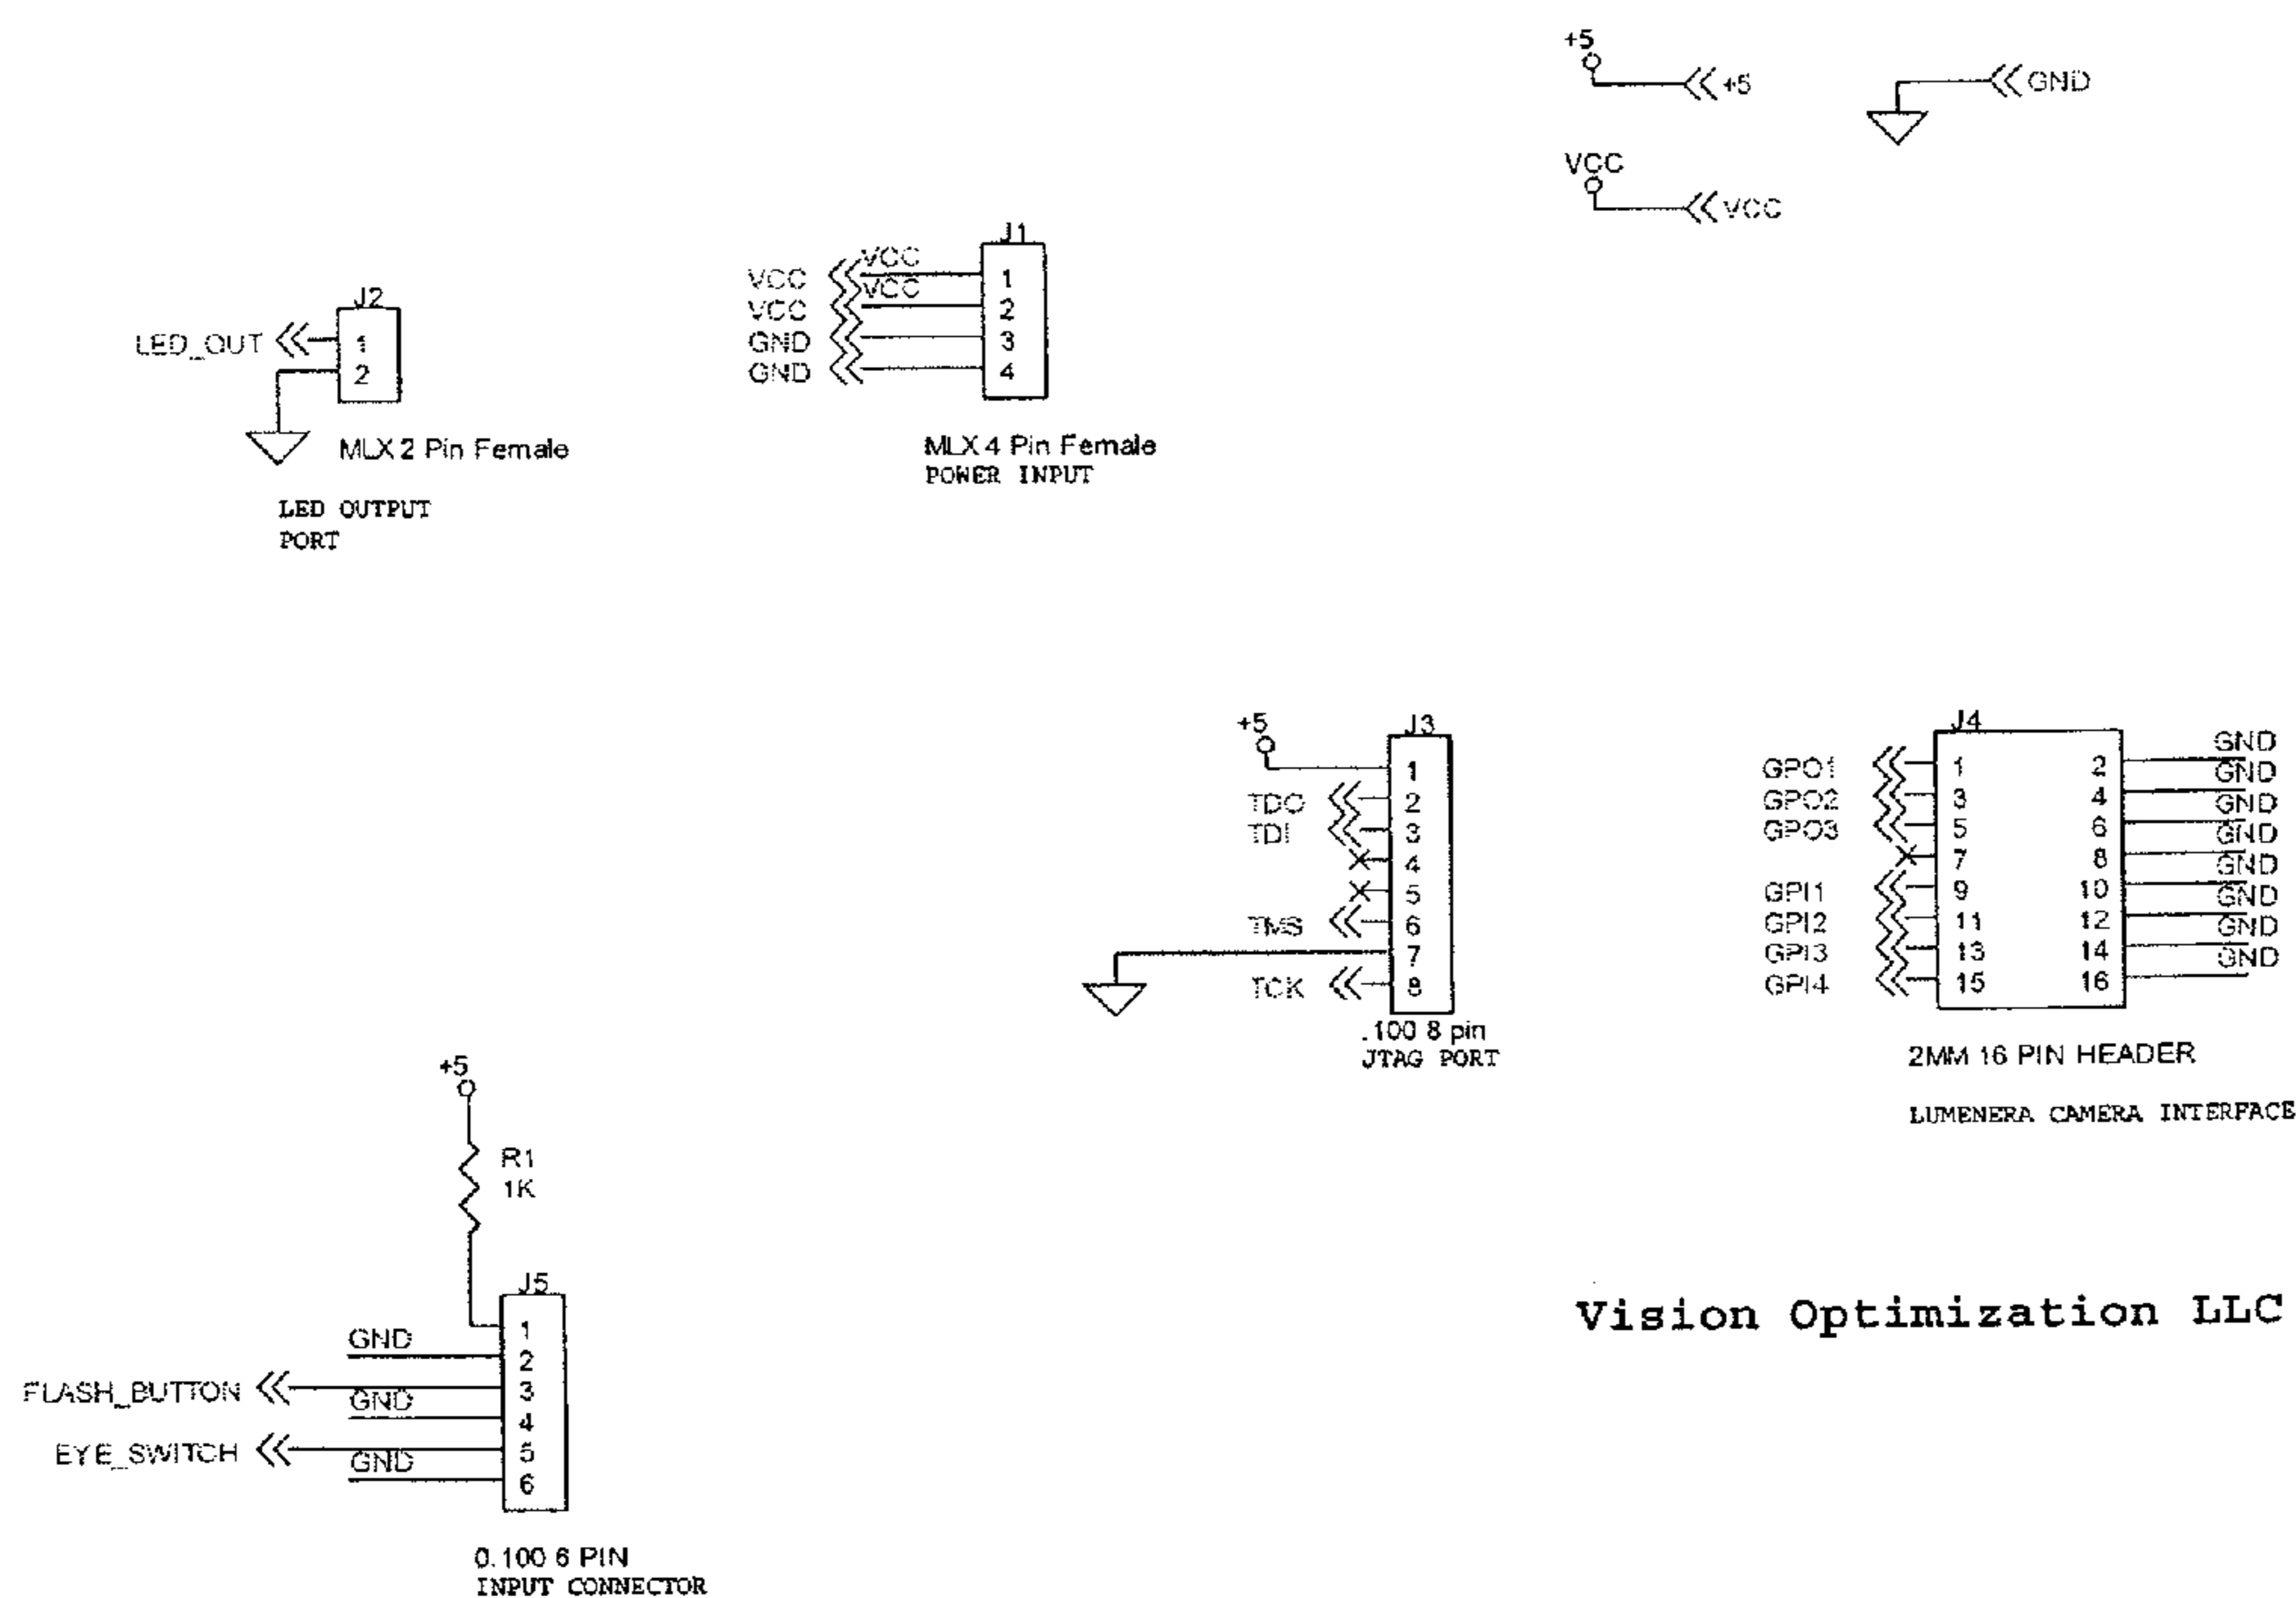 +5
+5
GND
VCC
VCC
J1
VCC VCC 1
VCC VCC 2
GND 3
GND 4
MLX 4 Pin Female
POWER INPUT
J2
LED_OUT 1
2
MLX 2 Pin Female
LED OUTPUT
PORT
+5
J3
1
TDO 2
TDI 3
4
5
TMS 6
7
TCK 8
.100 8 pin
JTAG PORT
J4
GPO1 1 2 GND
GPO2 3 4 GND
GPO3 5 6 GND
7 8 GND
GPI1 9 10 GND
GPI2 11 12 GND
GPI3 13 14 GND
GPI4 15 16 GND
2MM 16 PIN HEADER
LUMENERA CAMERA INTERFACE
+5
R1
1K
J5
1
GND 2
FLASH_BUTTON 3
GND 4
EYE_SWITCH 5
GND 6
0.100 6 PIN
INPUT CONNECTOR
Vision Optimization LLC